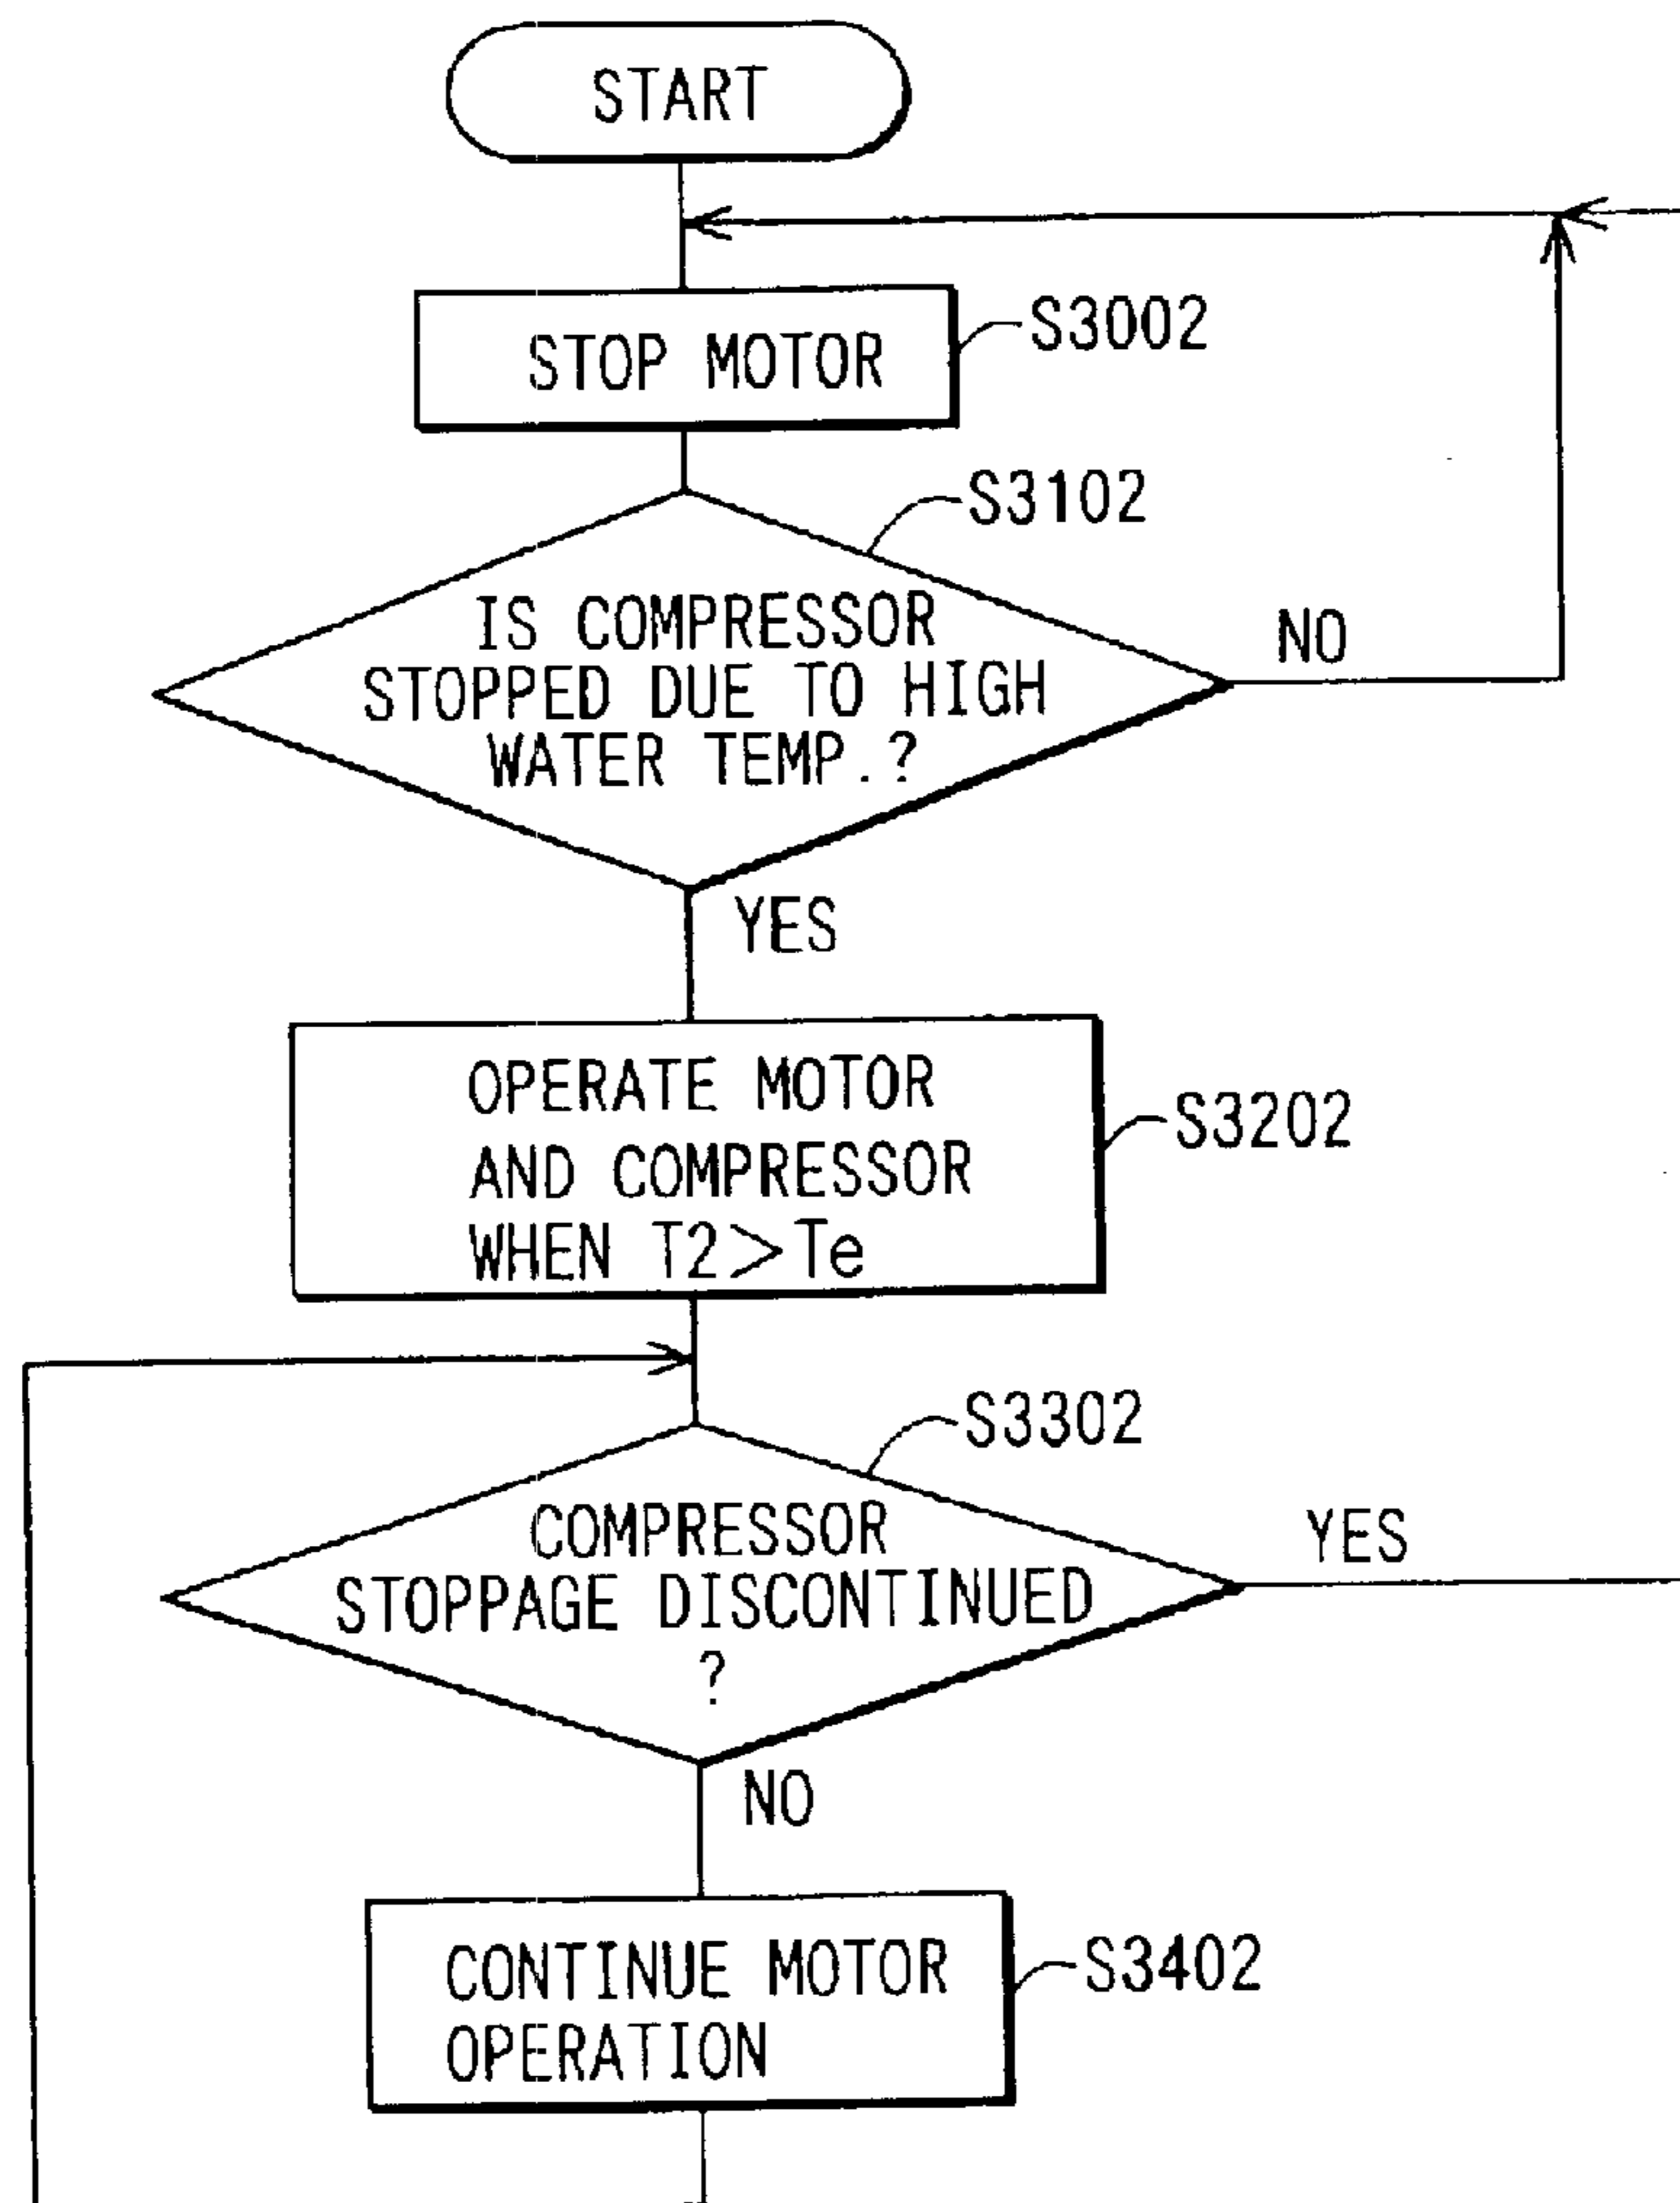 START
STOP MOTOR
S3002
S3102
IS COMPRESSOR
STOPPED DUE TO HIGH
WATER TEMP.?
NO
YES
OPERATE MOTOR
AND COMPRESSOR
WHEN T2>Te
S3202
S3302
COMPRESSOR
STOPPAGE DISCONTINUED
?
YES
NO
CONTINUE MOTOR
OPERATION
S3402